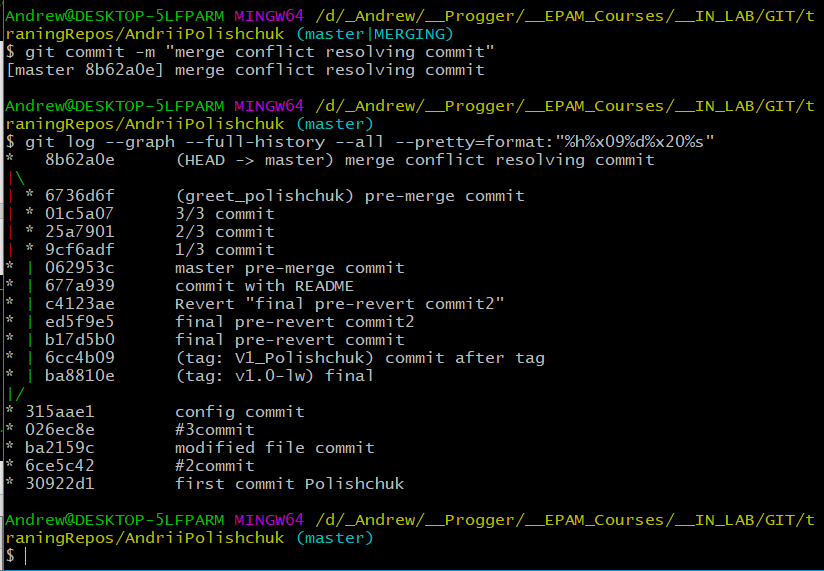 Andrew@DESKTOP-5LFPARM MINGW64 /d/_Andrew/__Progger/__EPAM_Courses/__IN_LAB/GIT/t
raningRepos/AndriiPolishchuk (master|MERGING)
$ git commit -m "merge conflict resolving commit"
[master 8b62a0e] merge conflict resolving commit

Andrew@DESKTOP-5LFPARM MINGW64 /d/_Andrew/__Progger/__EPAM_Courses/__IN_LAB/GIT/t
raningRepos/AndriiPolishchuk (master)
$ git log --graph --full-history --all --pretty=format:"%h%x09%d%x20%s"
*   8b62a0e      (HEAD -> master) merge conflict resolving commit
|\
| * 6736d6f      (greet_polishchuk) pre-merge commit
| * 01c5a07      3/3 commit
| * 25a7901      2/3 commit
| * 9cf6adf      1/3 commit
* | 062953c      master pre-merge commit
* | 677a939      commit with README
* | c4123ae      Revert "final pre-revert commit2"
* | ed5f9e5      final pre-revert commit2
* | b17d5b0      final pre-revert commit
* | 6cc4b09      (tag: V1_Polishchuk) commit after tag
* | ba8810e      (tag: v1.0-lw) final
|/
* 315aae1        config commit
* 026ec8e        #3commit
* ba2159c        modified file commit
* 6ce5c42        #2commit
* 30922d1        first commit Polishchuk

Andrew@DESKTOP-5LFPARM MINGW64 /d/_Andrew/__Progger/__EPAM_Courses/__IN_LAB/GIT/t
raningRepos/AndriiPolishchuk (master)
$